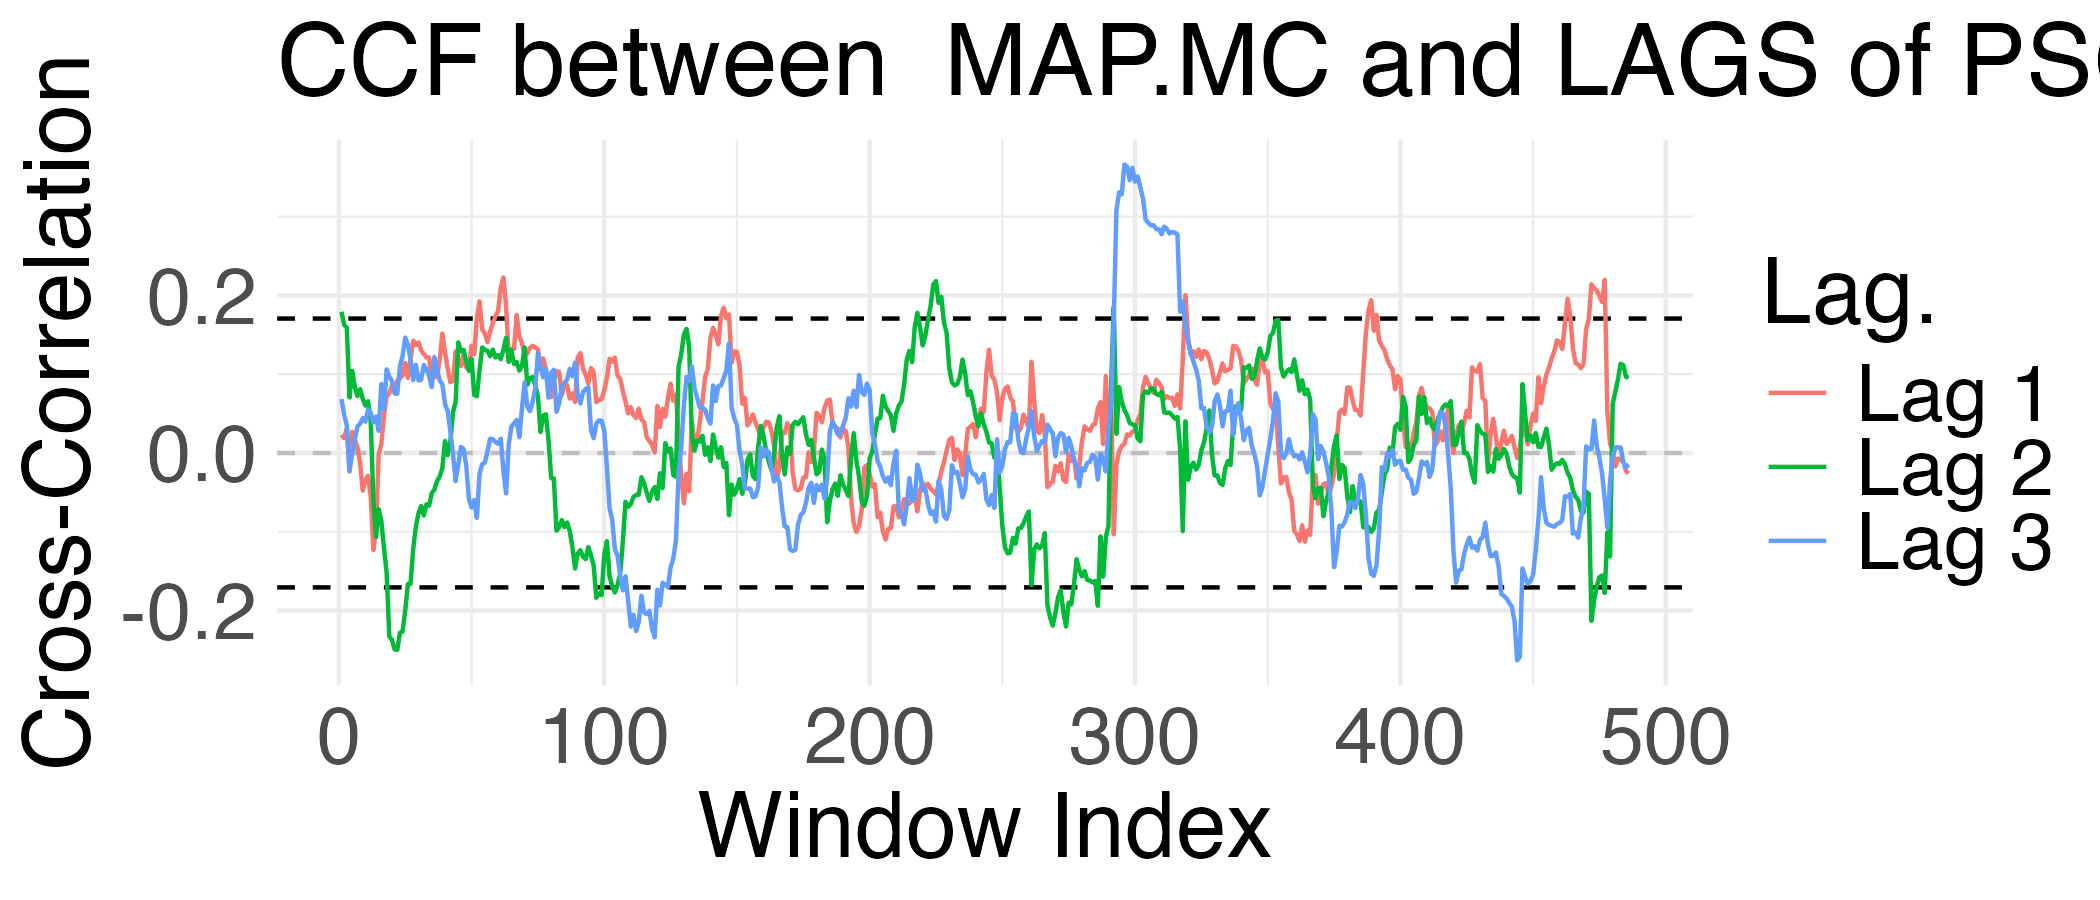 CCF between  MAP.MC and LAGS of PS
Cross-Correlation
0.2
0.0
-0.2
0 100 200 300 400 500
Window Index
Lag.
Lag 1
Lag 2
Lag 3